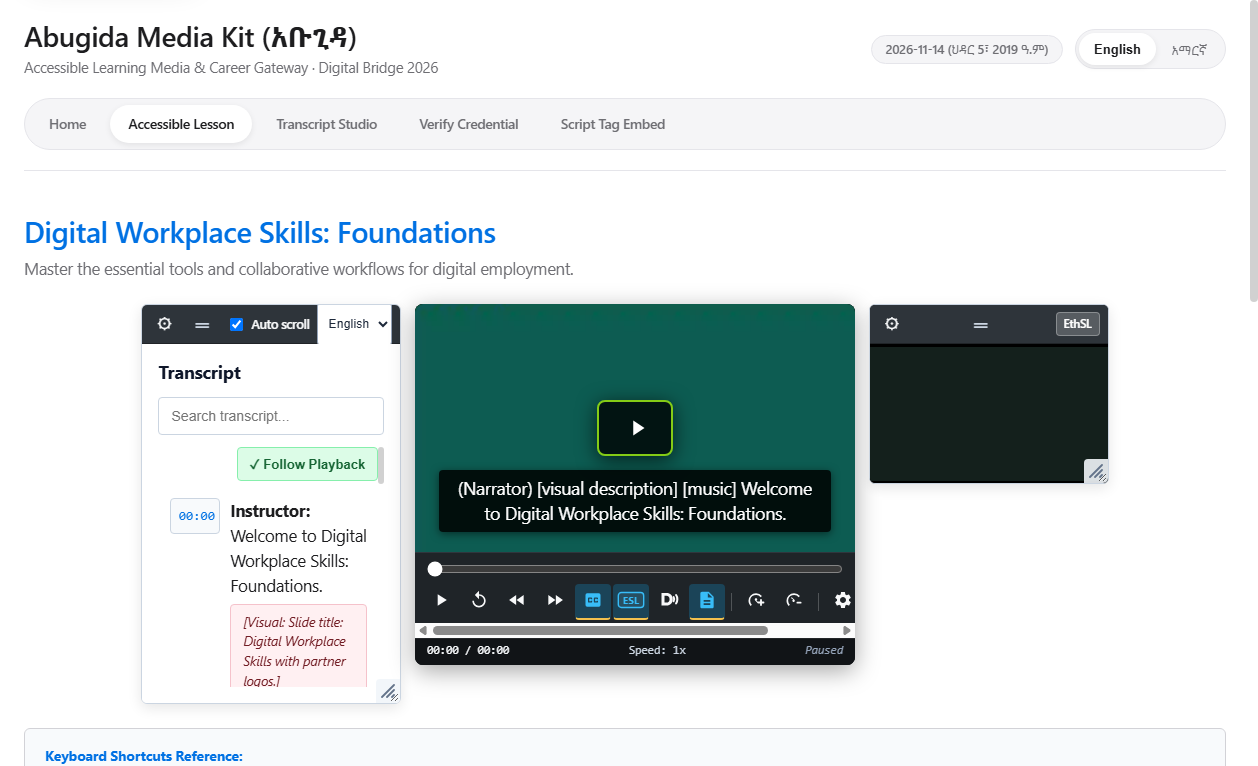 Abugida Media Kit (አቡጊዳ)
Accessible Learning Media & Career Gateway · Digital Bridge 2026
2026-11-14 (ህዳር 5፣ 2019 ዓ.ም)
English
አማርኛ
Home
Accessible Lesson
Transcript Studio
Verify Credential
Script Tag Embed
Digital Workplace Skills: Foundations
Master the essential tools and collaborative workflows for digital employment.
Auto scroll
English
Transcript
Search transcript...
✓ Follow Playback
00:00
Instructor:
Welcome to Digital
Workplace Skills:
Foundations.
[Visual: Slide title:
Digital Workplace
Skills with partner
logos.]
(Narrator) [visual description] [music] Welcome
to Digital Workplace Skills: Foundations.
CC
ESL
D
00:00 / 00:00
Speed: 1x
Paused
EthSL
Keyboard Shortcuts Reference: